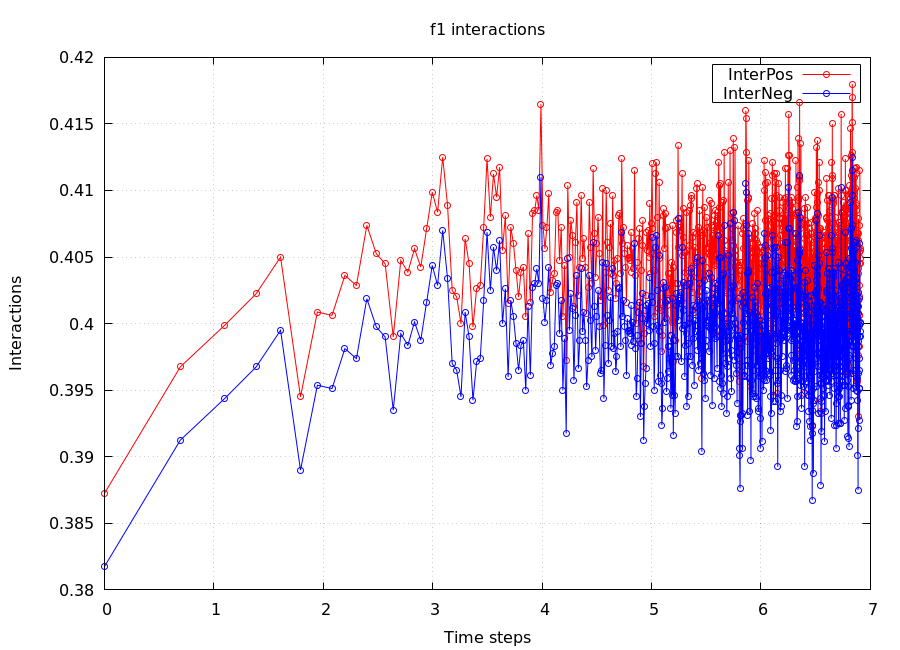 f1 interactions
InterPos
InterNeg
0.42
0.415
0.41
0.405
0.4
0.395
0.39
0.385
0.38
Interactions
0 1 2 3 4 5 6 7
Time steps